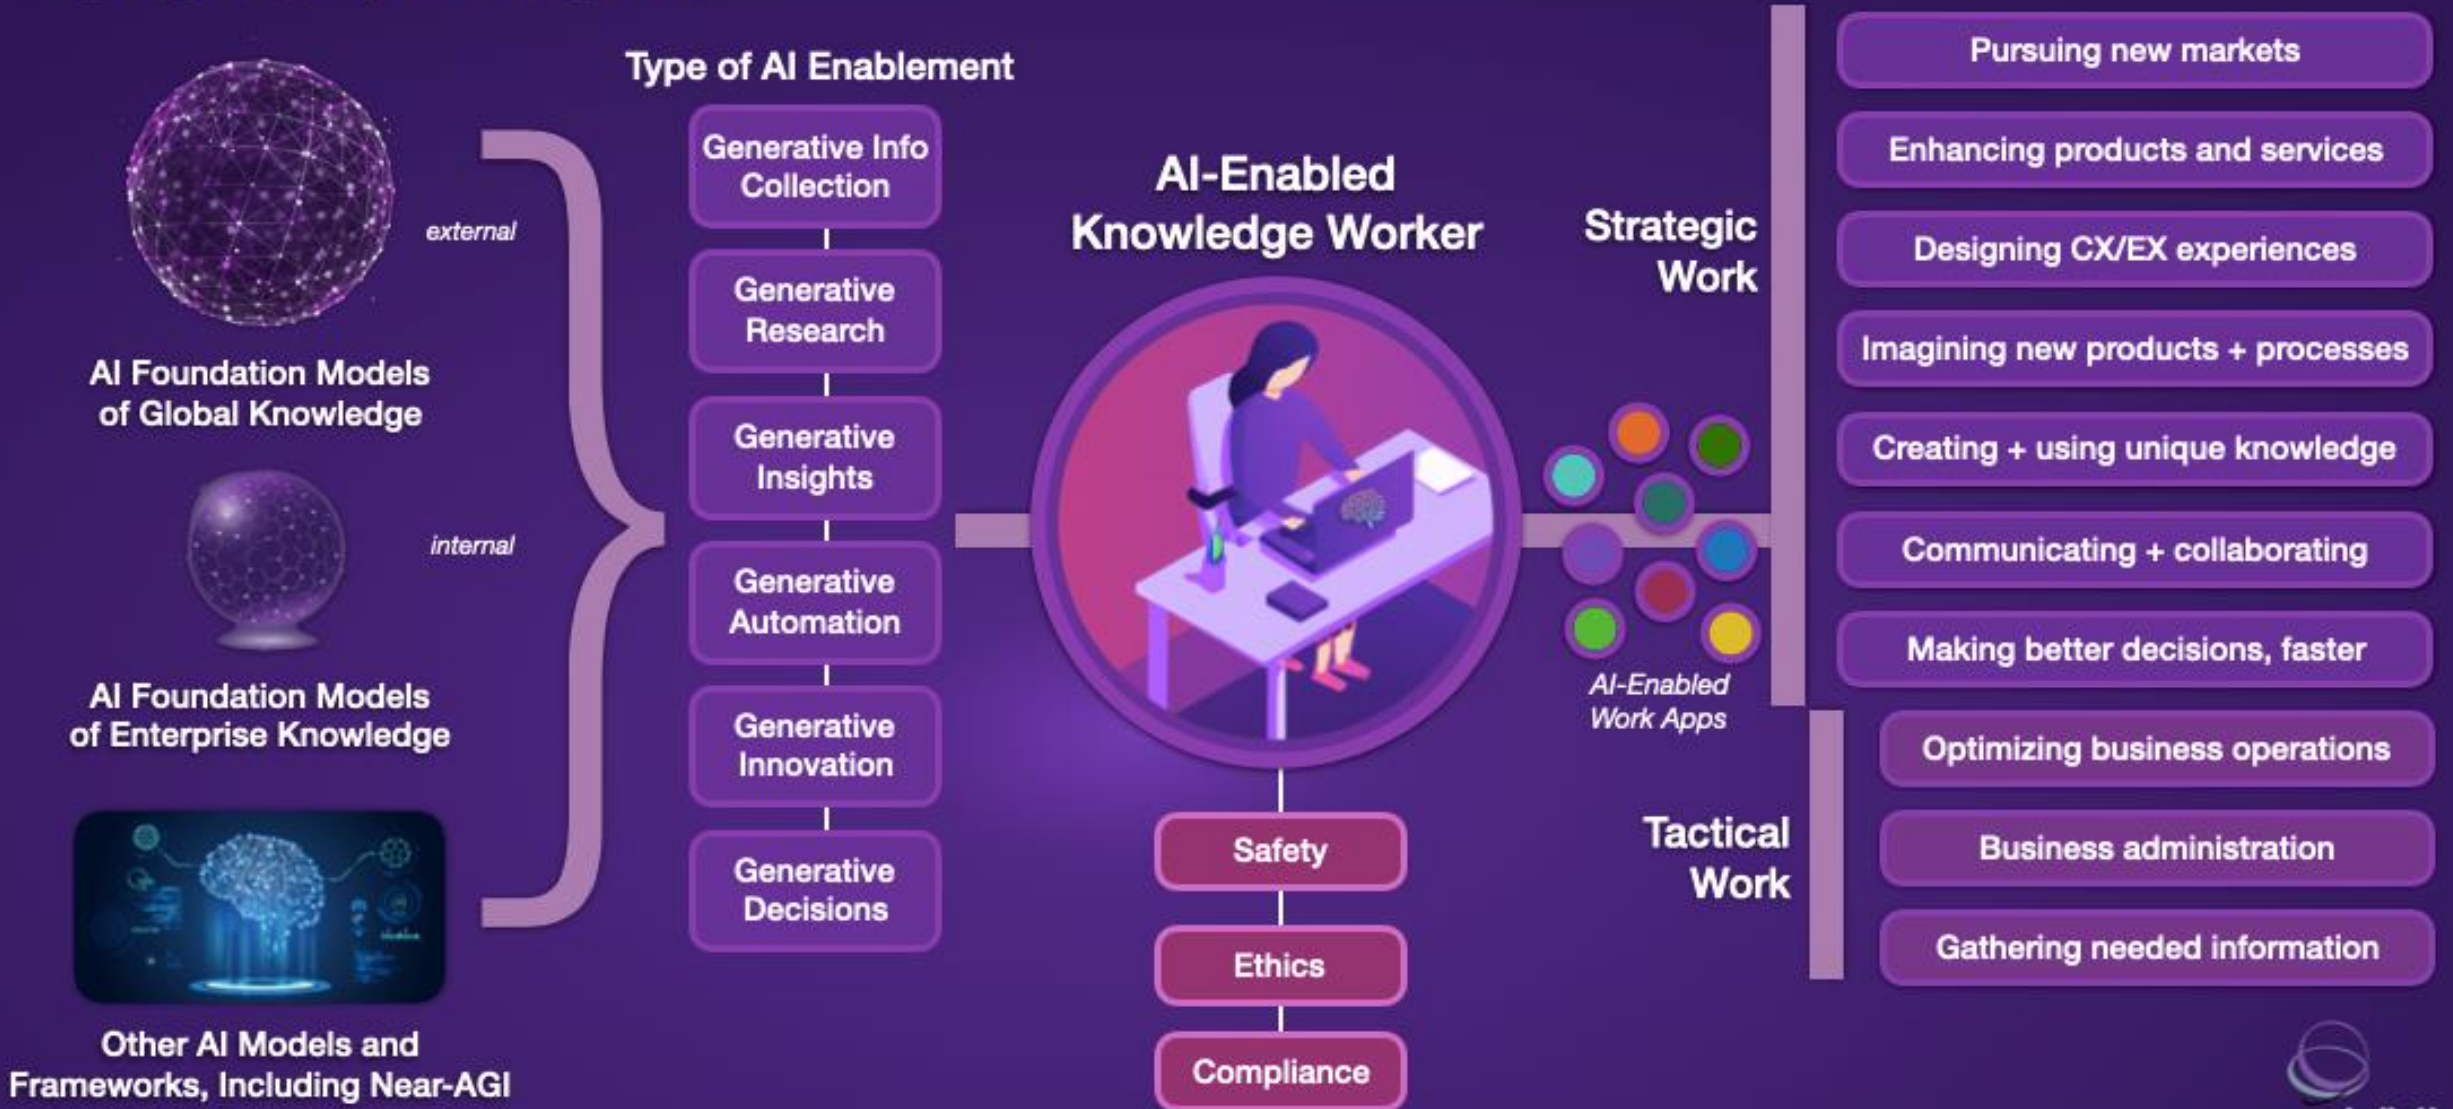 Type of AI Enablement
Generative Info
Collection
Generative
Research
Generative
Insights
Generative
Automation
Generative
Innovation
Generative
Decisions
external
AI Foundation Models
of Global Knowledge
internal
AI Foundation Models
of Enterprise Knowledge
Other AI Models and
Frameworks, Including Near-AGI
AI-Enabled
Knowledge Worker
Safety
Ethics
Compliance
AI-Enabled
Work Apps
Strategic
Work
Pursuing new markets
Enhancing products and services
Designing CX/EX experiences
Imagining new products + processes
Creating + using unique knowledge
Communicating + collaborating
Making better decisions, faster
Tactical
Work
Optimizing business operations
Business administration
Gathering needed information